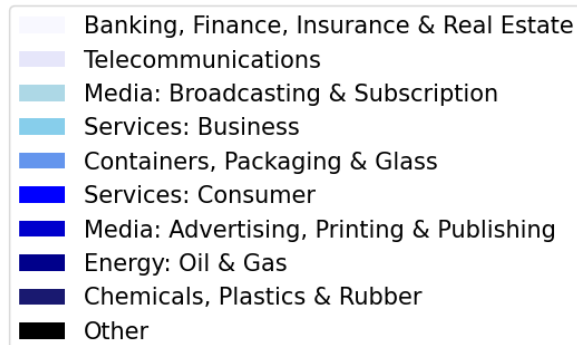 Banking, Finance, Insurance & Real Estate
Telecommunications
Media: Broadcasting & Subscription
Services: Business
Containers, Packaging & Glass
Services: Consumer
Media: Advertising, Printing & Publishing
Energy: Oil & Gas
Chemicals, Plastics & Rubber
Other